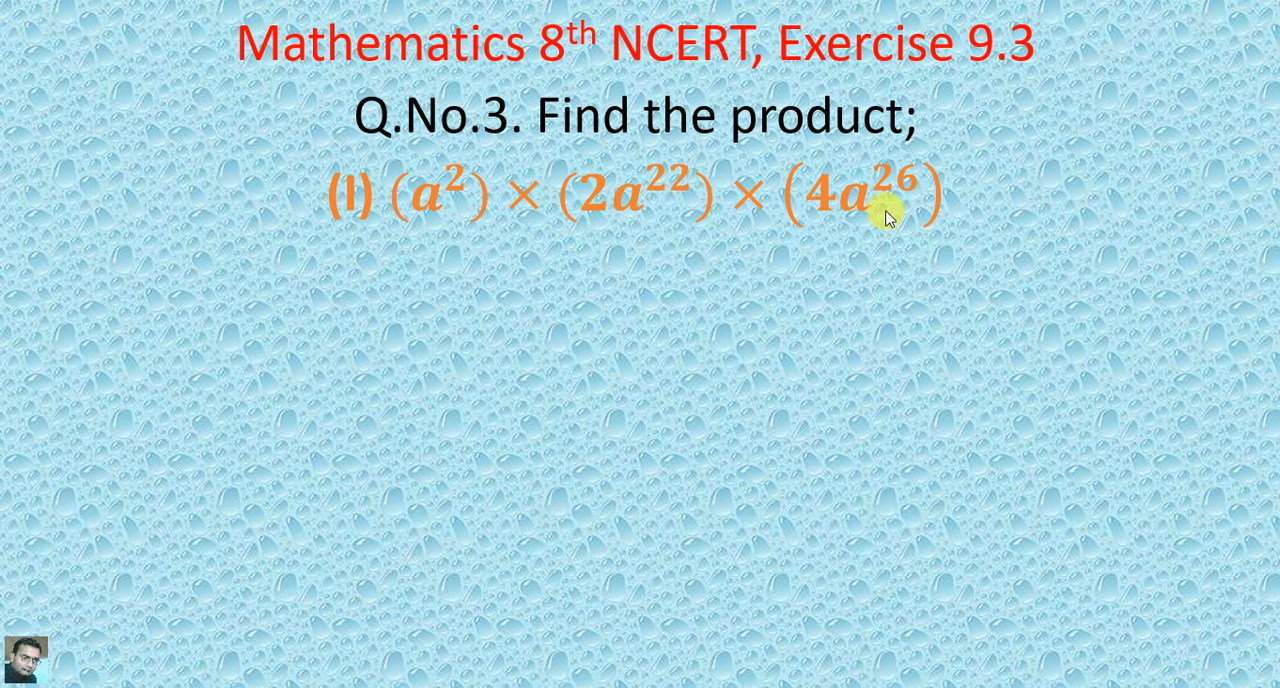 Mathematics 8th NCERT, Exercise 9.3
Q.No.3. Find the product;
(I) (a²) × (2a²²) × (4a²⁶)